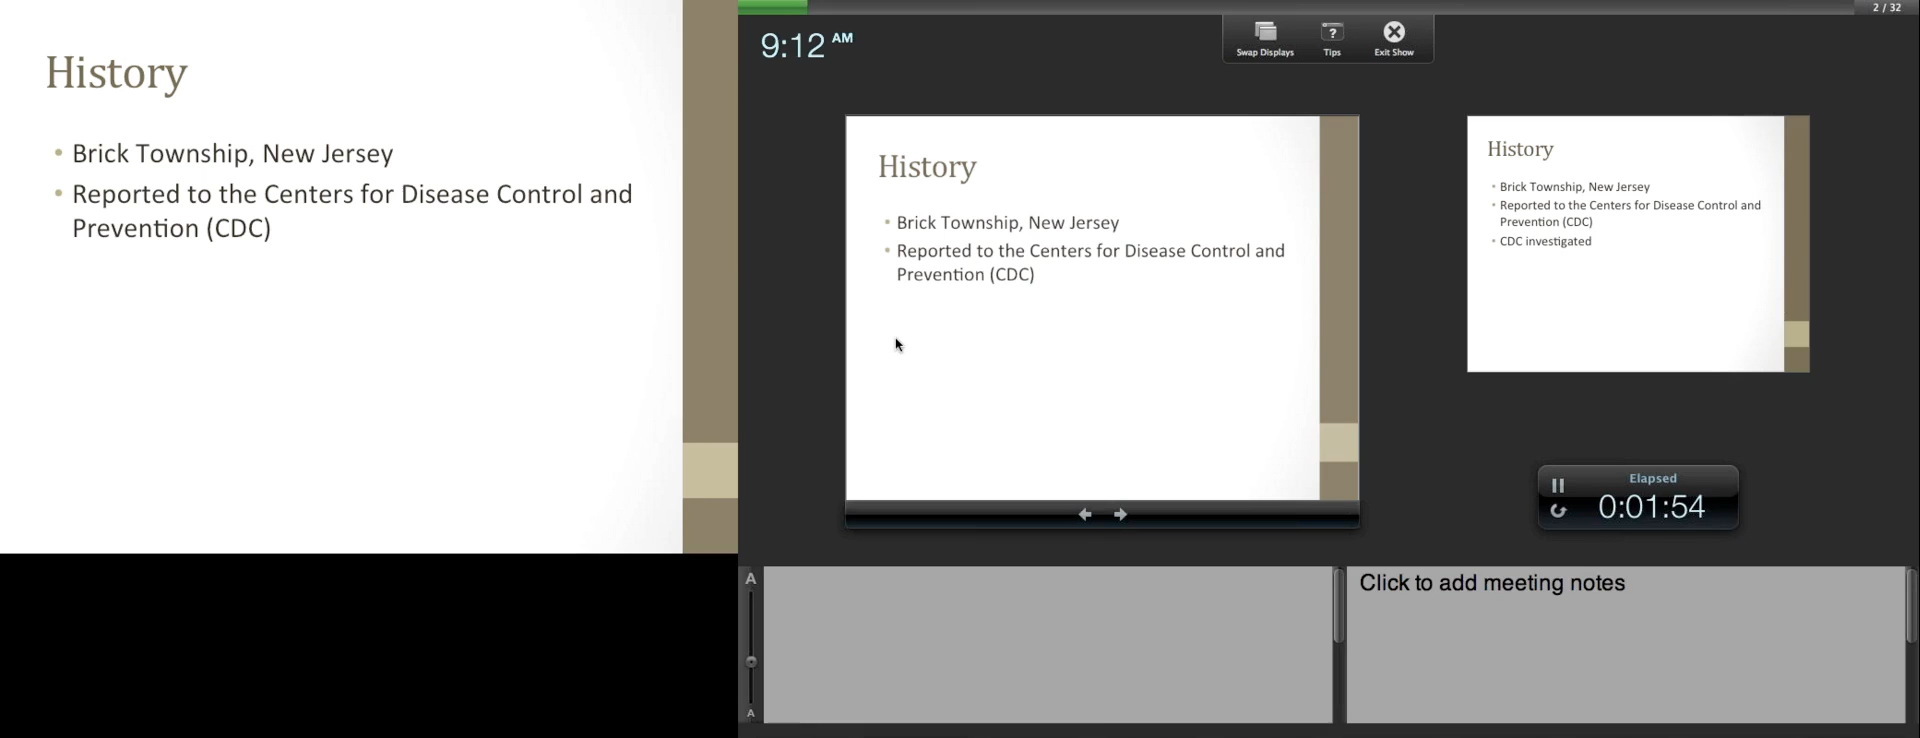 History
• Brick Township, New Jersey
• Reported to the Centers for Disease Control and
Prevention (CDC)
2 / 32
9:12 AM
Swap Displays
? Tips
Exit Show
History
• Brick Township, New Jersey
• Reported to the Centers for Disease Control and
Prevention (CDC)
History
• Brick Township, New Jersey
• Reported to the Centers for Disease Control and
Prevention (CDC)
• CDC investigated
Elapsed
0:01:54
A
A
Click to add meeting notes